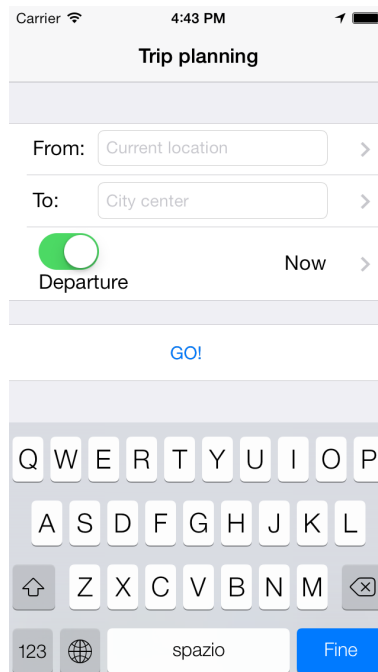 Carrier 4:43 PM
Trip planning
From: Current location
To: City center
Departure Now
GO!
Q W E R T Y U I O P
A S D F G H J K L
Z X C V B N M
123 spazio Fine